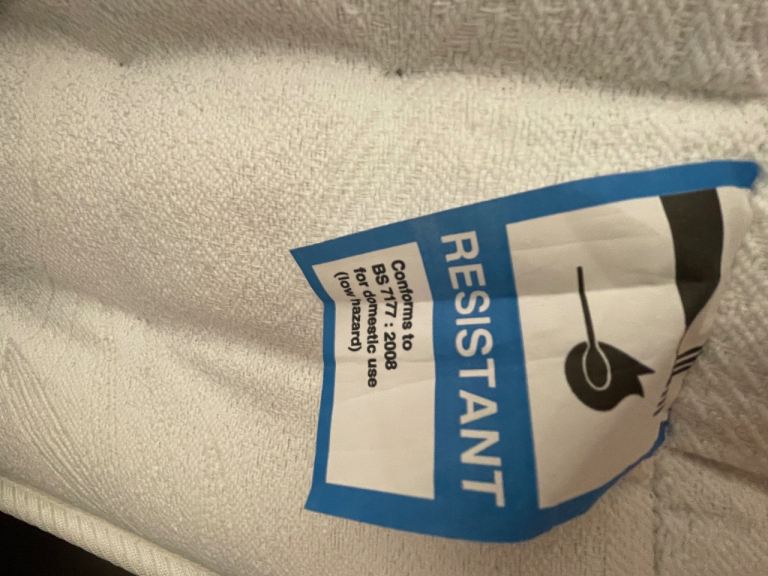 RESISTANT
Conforms to
BS 7177 : 2008
for domestic use
(low hazard)